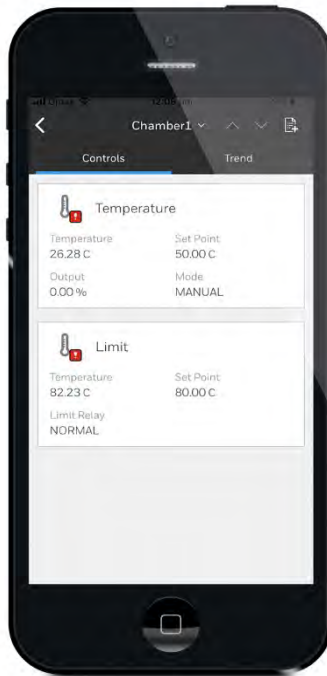 Chamber1
Controls Trend
Temperature
Temperature Set Point
26.28 C 50.00 C
Output Mode
0.00 % MANUAL
Limit
Temperature Set Point
82.23 C 80.00 C
Limit Relay
NORMAL